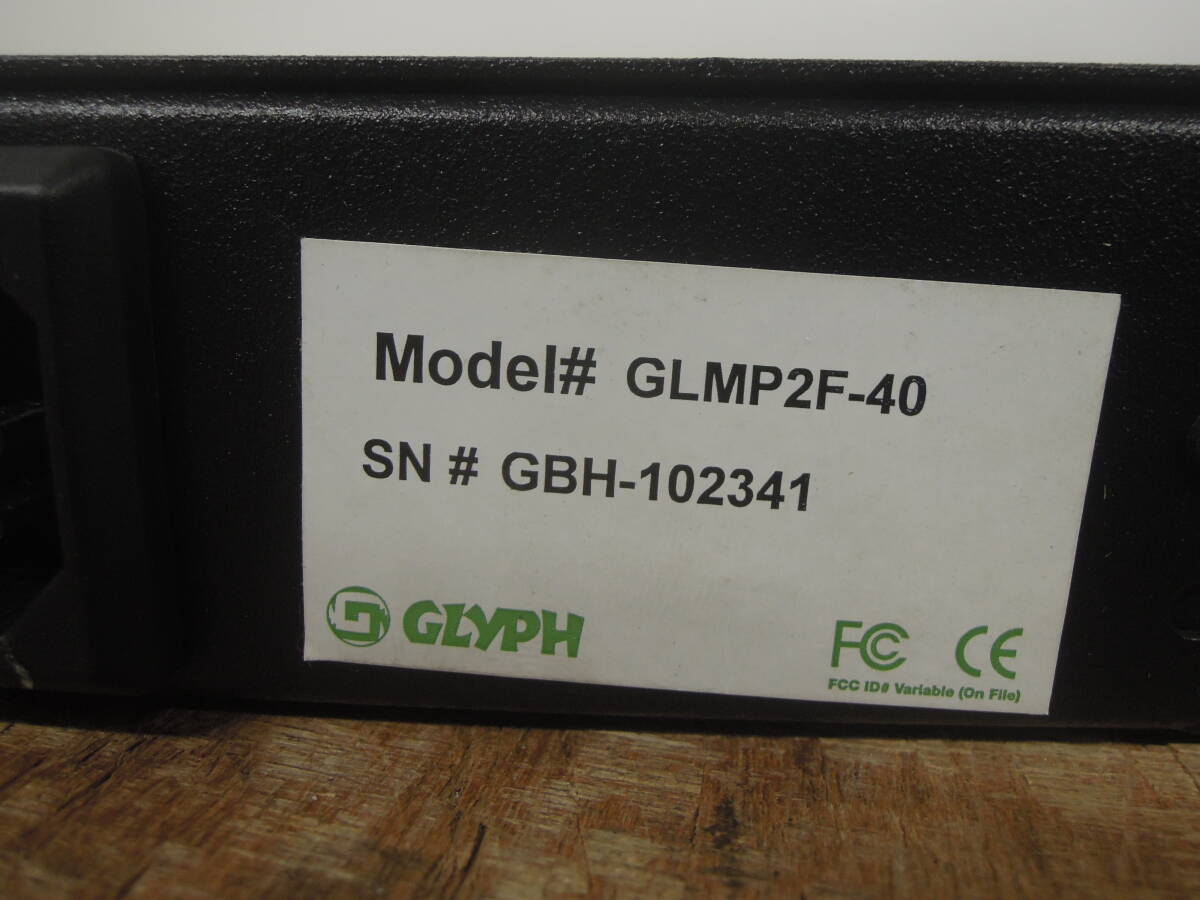 Model# GLMP2F-40
SN # GBH-102341
GLYPH
FC CE
FCC ID# Variable (On File)